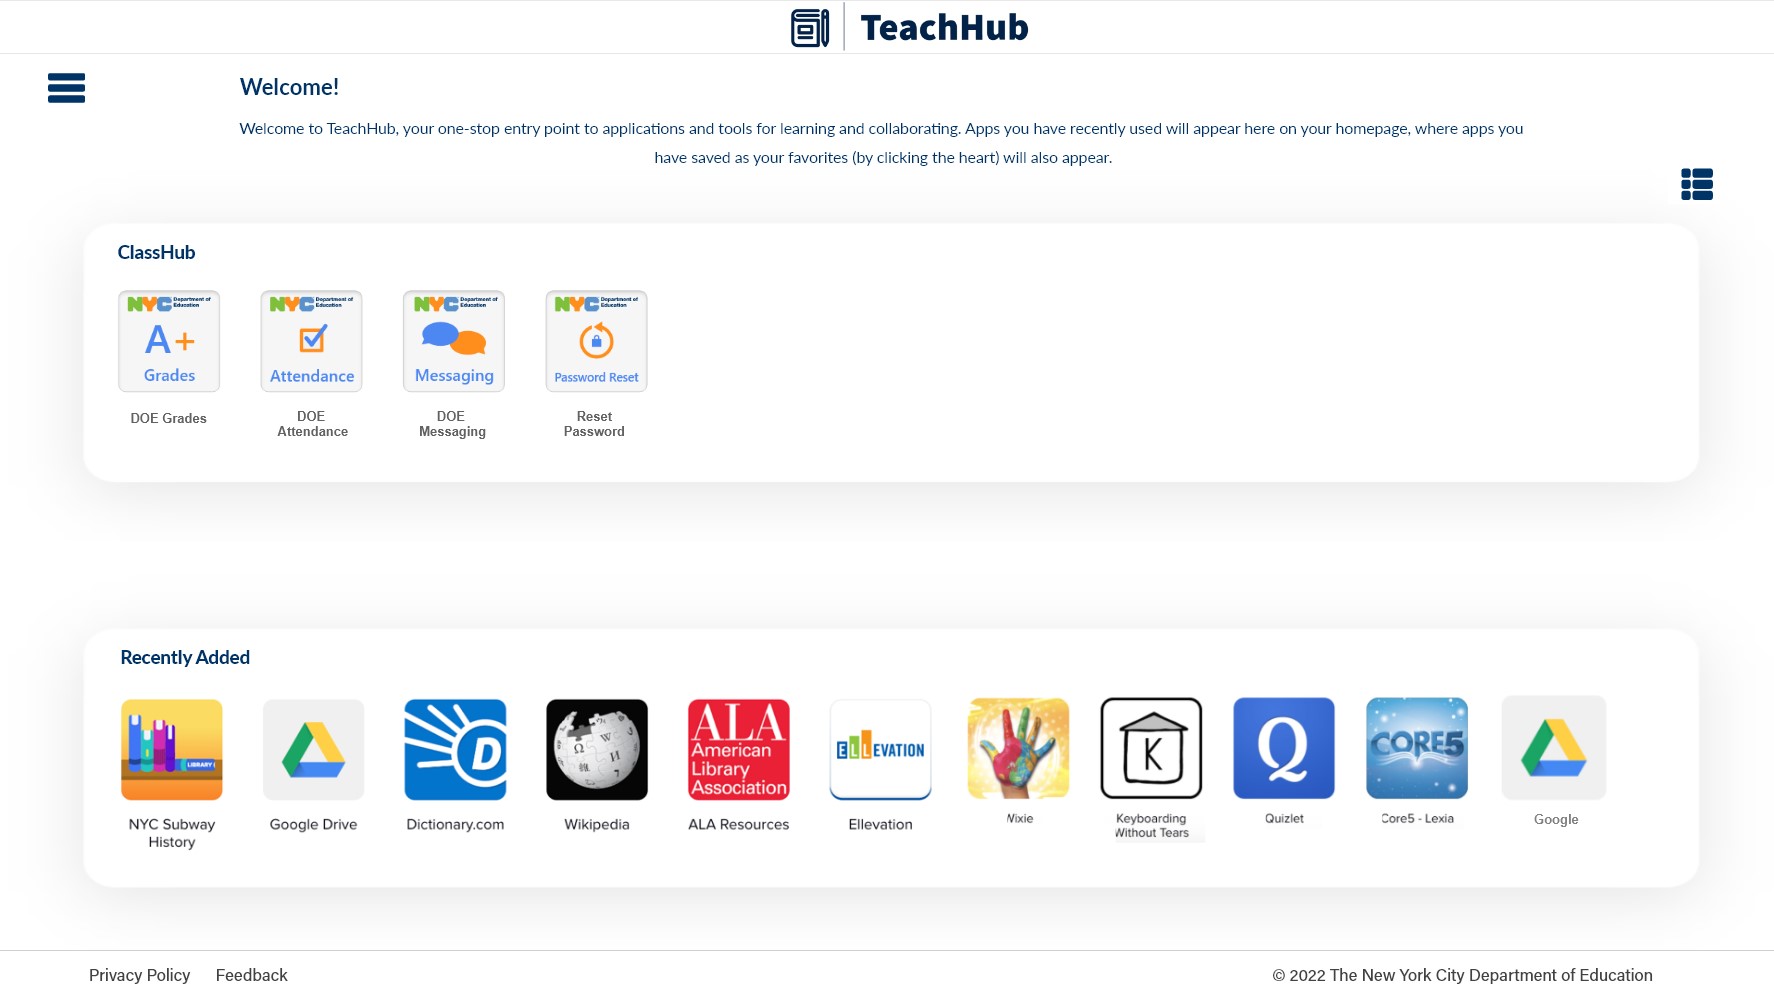 TeachHub
Welcome!
Welcome to TeachHub, your one-stop entry point to applications and tools for learning and collaborating. Apps you have recently used will appear here on your homepage, where apps you
have saved as your favorites (by clicking the heart) will also appear.
ClassHub
NYC Department of Education
A+
Grades
NYC Department of Education
Attendance
NYC Department of Education
Messaging
NYC Department of Education
Password Reset
DOE Grades
DOE
Attendance
DOE
Messaging
Reset
Password
Recently Added
LIBRARY
D
Ω W И
ALA
American
Library
Association
ELLEVATION
K
Q
CORE5
NYC Subway
History
Google Drive
Dictionary.com
Wikipedia
ALA Resources
Ellevation
Wixie
Keyboarding
Without Tears
Quizlet
Core5 - Lexia
Google
Privacy Policy
Feedback
© 2022 The New York City Department of Education